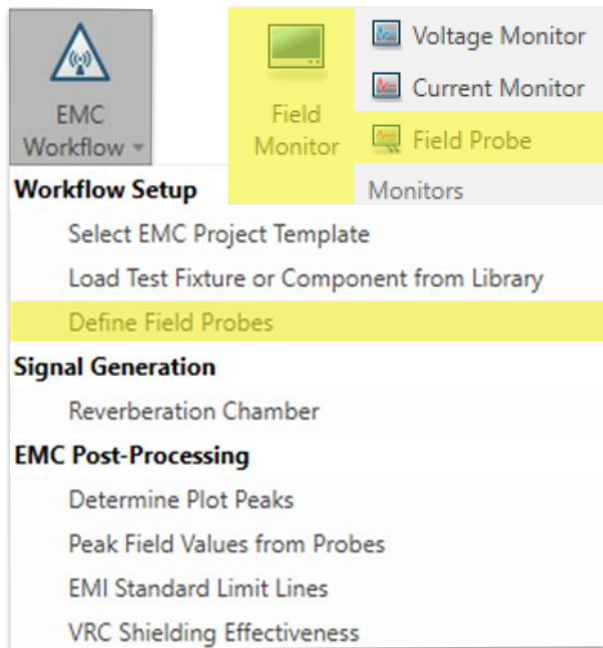 EMC
Workflow
Field
Monitor
Voltage Monitor
Current Monitor
Field Probe
Monitors
Workflow Setup
Select EMC Project Template
Load Test Fixture or Component from Library
Define Field Probes
Signal Generation
Reverberation Chamber
EMC Post-Processing
Determine Plot Peaks
Peak Field Values from Probes
EMI Standard Limit Lines
VRC Shielding Effectiveness